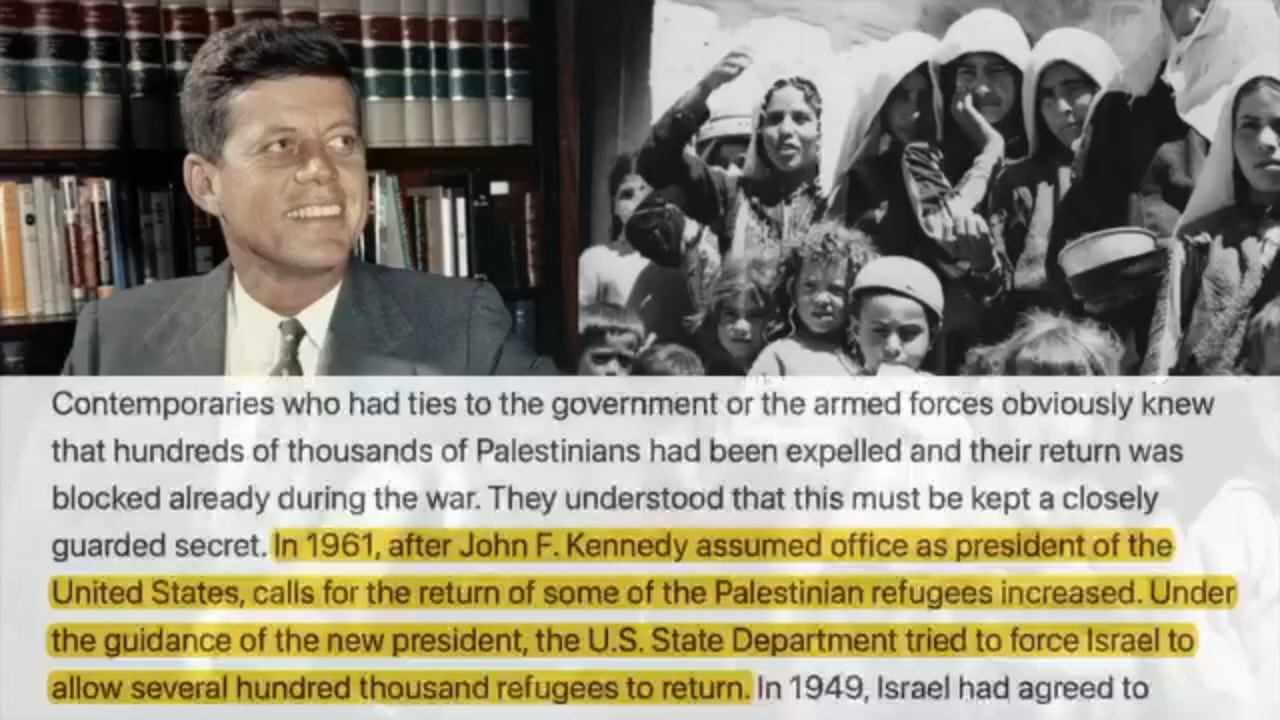 Contemporaries who had ties to the government or the armed forces obviously knew
that hundreds of thousands of Palestinians had been expelled and their return was
blocked already during the war. They understood that this must be kept a closely
guarded secret. In 1961, after John F. Kennedy assumed office as president of the
United States, calls for the return of some of the Palestinian refugees increased. Under
the guidance of the new president, the U.S. State Department tried to force Israel to
allow several hundred thousand refugees to return. In 1949, Israel had agreed to